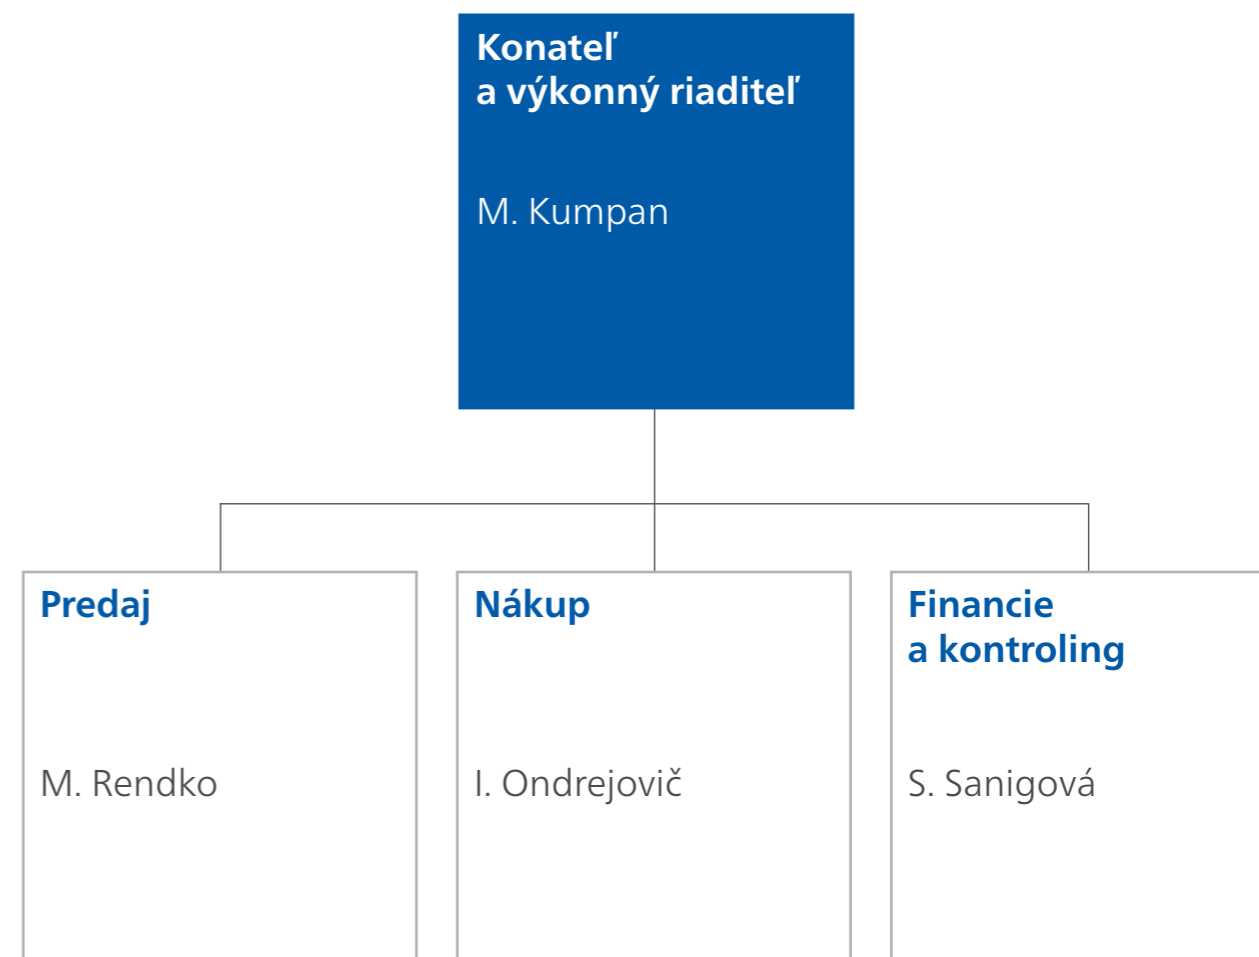 Konateľ
a výkonný riaditeľ
M. Kumpan
Predaj
M. Rendko
Nákup
I. Ondrejovič
Financie
a kontroling
S. Sanigová